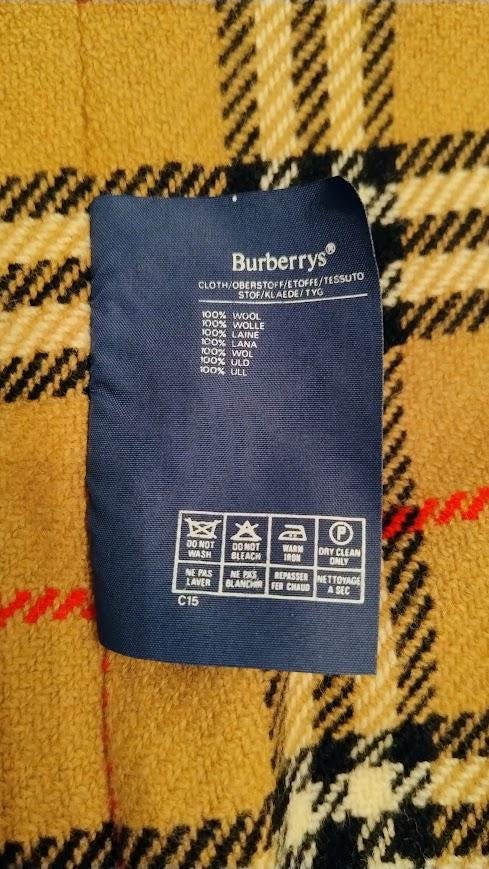 Burberrys®
CLOTH/OBERSTOFF/ETOFFE/TESSUTO
STOF/KLAEDE/TYG
100% WOOL
100% WOLLE
100% LAINE
100% LANA
100% WOL
100% ULD
100% ULL
P
DO NOT WASH
DO NOT BLEACH
WARM IRON
DRY CLEAN ONLY
NE PAS LAVER
NE PAS BLANCHIR
REPASSER FER CHAUD
NETTOYAGE A SEC
C15